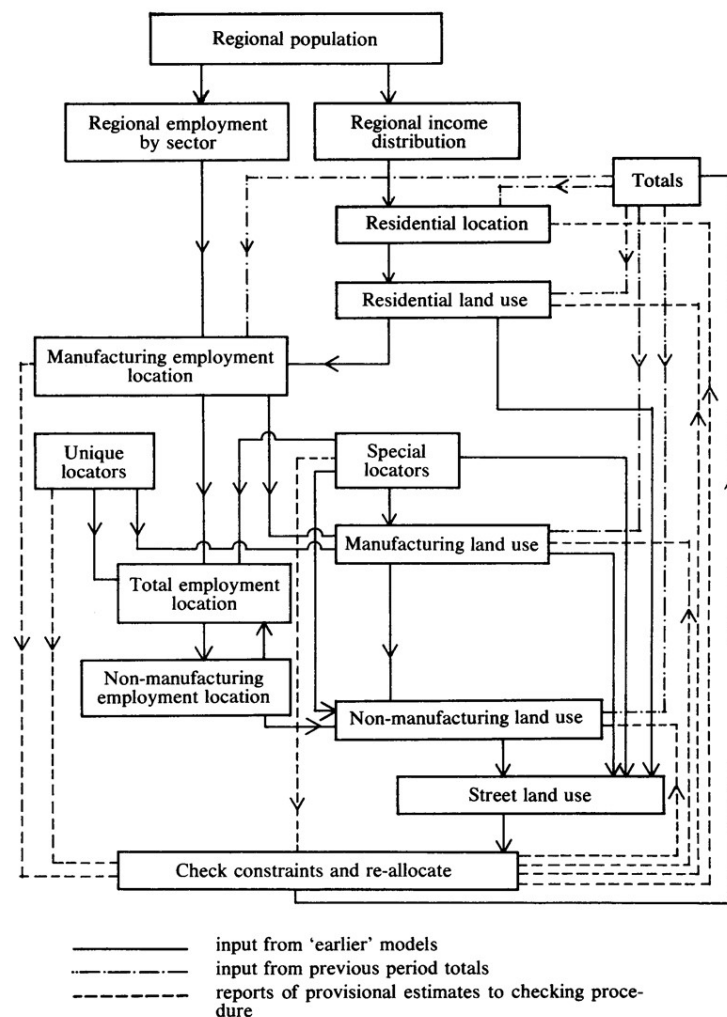 Regional population
Regional employment
by sector
Regional income
distribution
Totals
Residential location
Residential land use
Manufacturing employment
location
Unique
locators
Special
locators
Manufacturing land use
Total employment
location
Non-manufacturing
employment location
Non-manufacturing land use
Street land use
Check constraints and re-allocate
input from ‘earlier’ models
input from previous period totals
reports of provisional estimates to checking proce-
dure